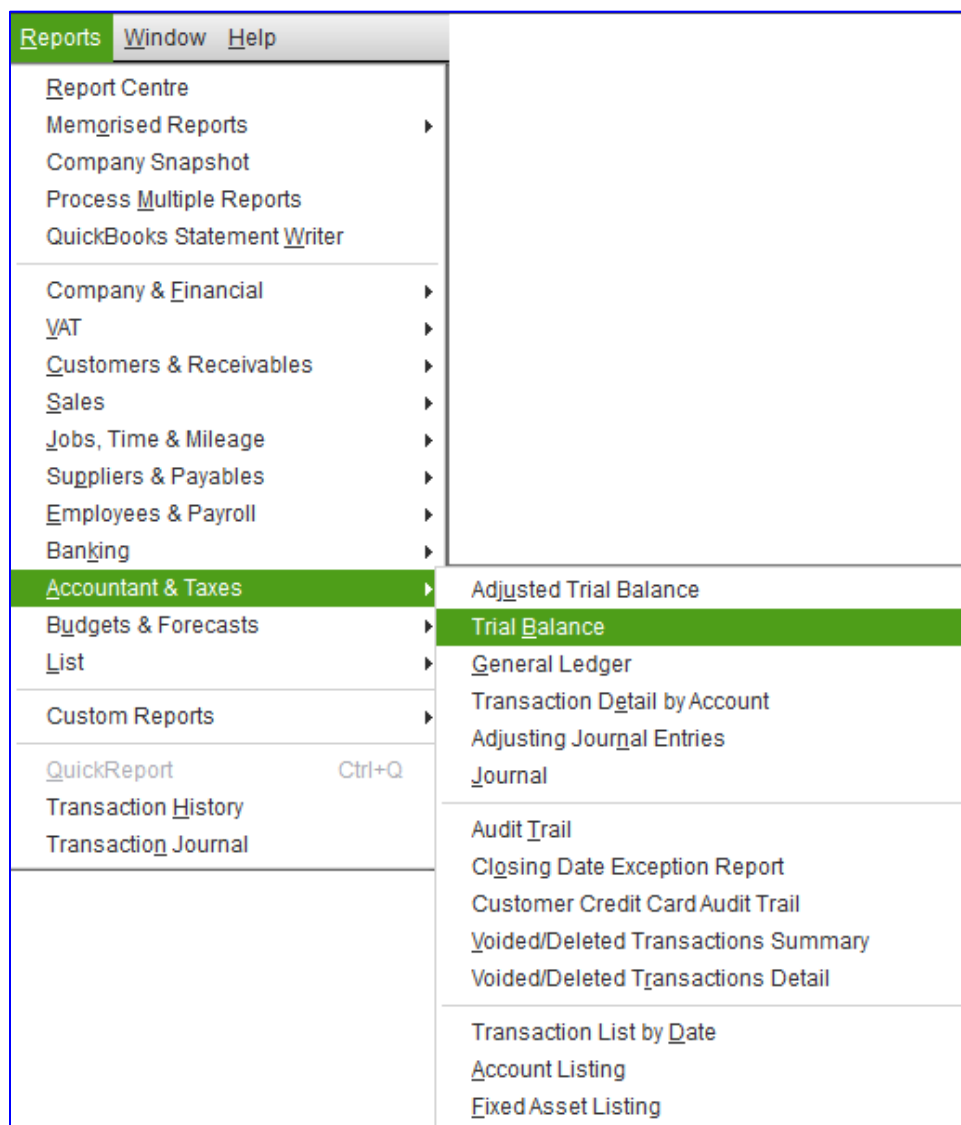 Reports Window Help
Report Centre
Memorised Reports
Company Snapshot
Process Multiple Reports
QuickBooks Statement Writer
Company & Financial
VAT
Customers & Receivables
Sales
Jobs, Time & Mileage
Suppliers & Payables
Employees & Payroll
Banking
Accountant & Taxes
Budgets & Forecasts
List
Custom Reports
QuickReport Ctrl+Q
Transaction History
Transaction Journal
Adjusted Trial Balance
Trial Balance
General Ledger
Transaction Detail by Account
Adjusting Journal Entries
Journal
Audit Trail
Closing Date Exception Report
Customer Credit Card Audit Trail
Voided/Deleted Transactions Summary
Voided/Deleted Transactions Detail
Transaction List by Date
Account Listing
Fixed Asset Listing